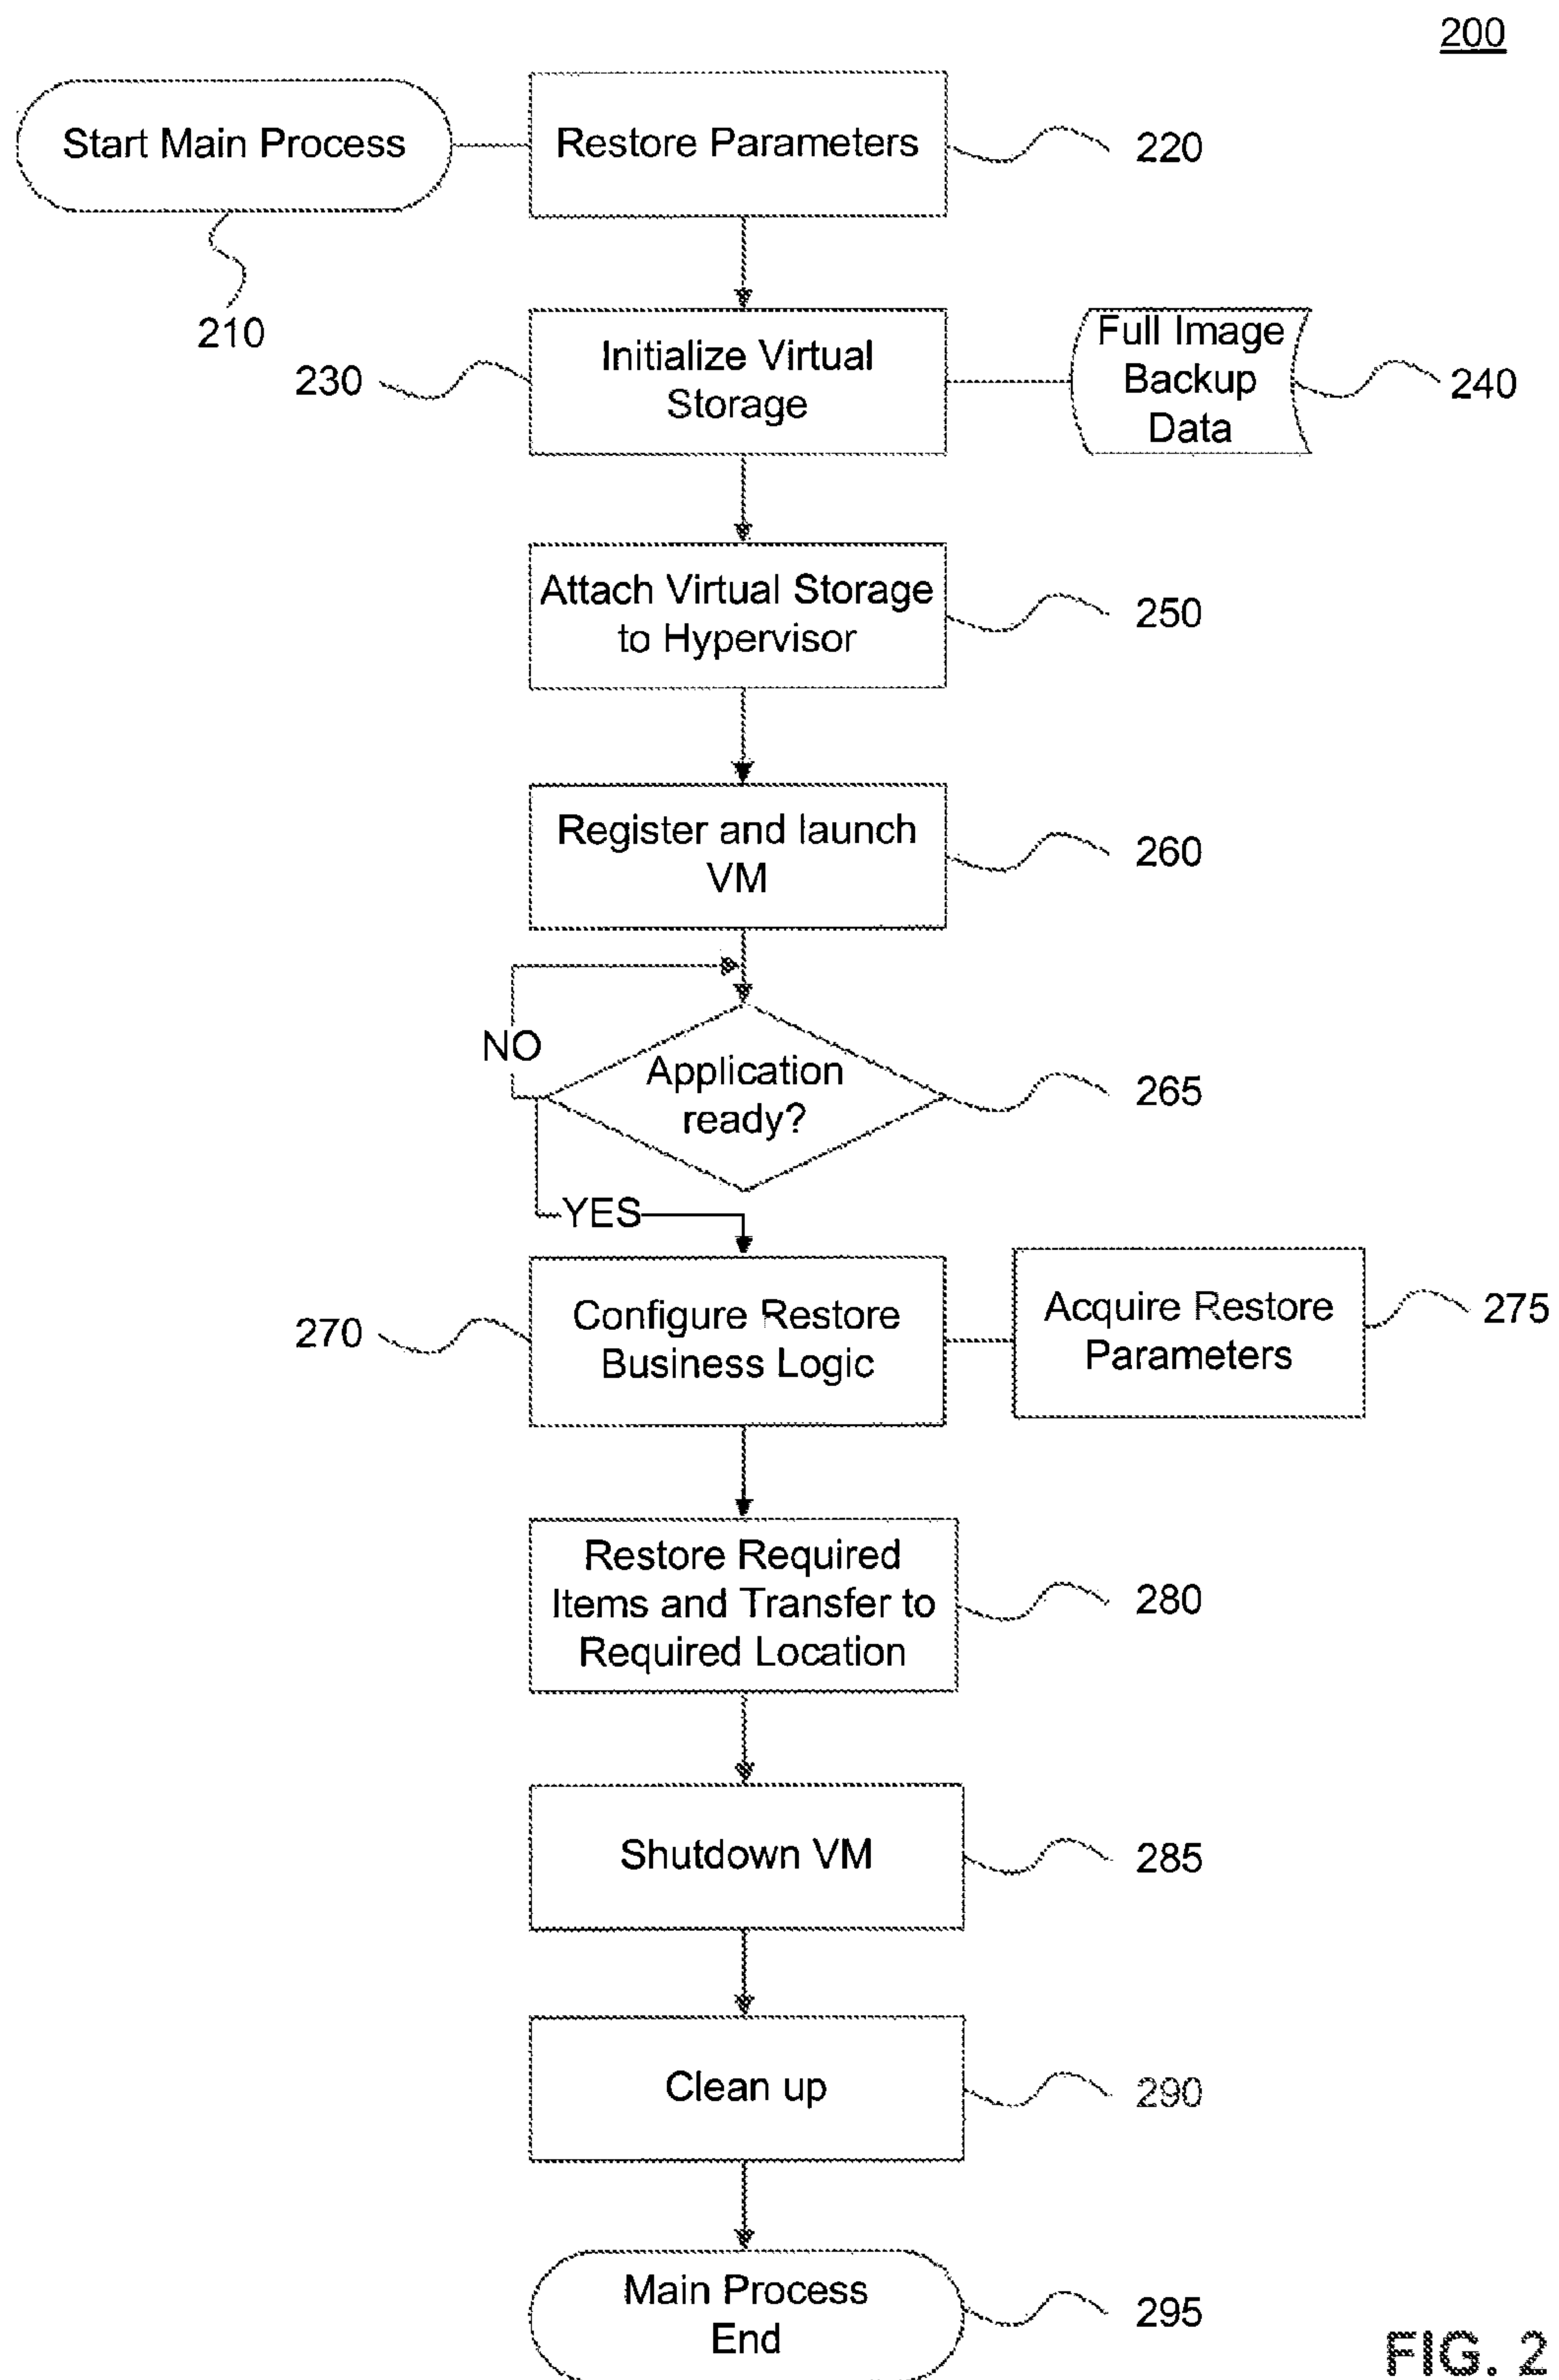 200
Start Main Process
Restore Parameters
220
210
Initialize Virtual
Storage
230
Full Image
Backup
Data
240
Attach Virtual Storage
to Hypervisor
250
Register and launch
VM
260
NO
Application
ready?
265
YES
Configure Restore
Business Logic
270
Acquire Restore
Parameters
275
Restore Required
Items and Transfer to
Required Location
280
Shutdown VM
285
Clean up
290
Main Process
End
295
FIG. 2